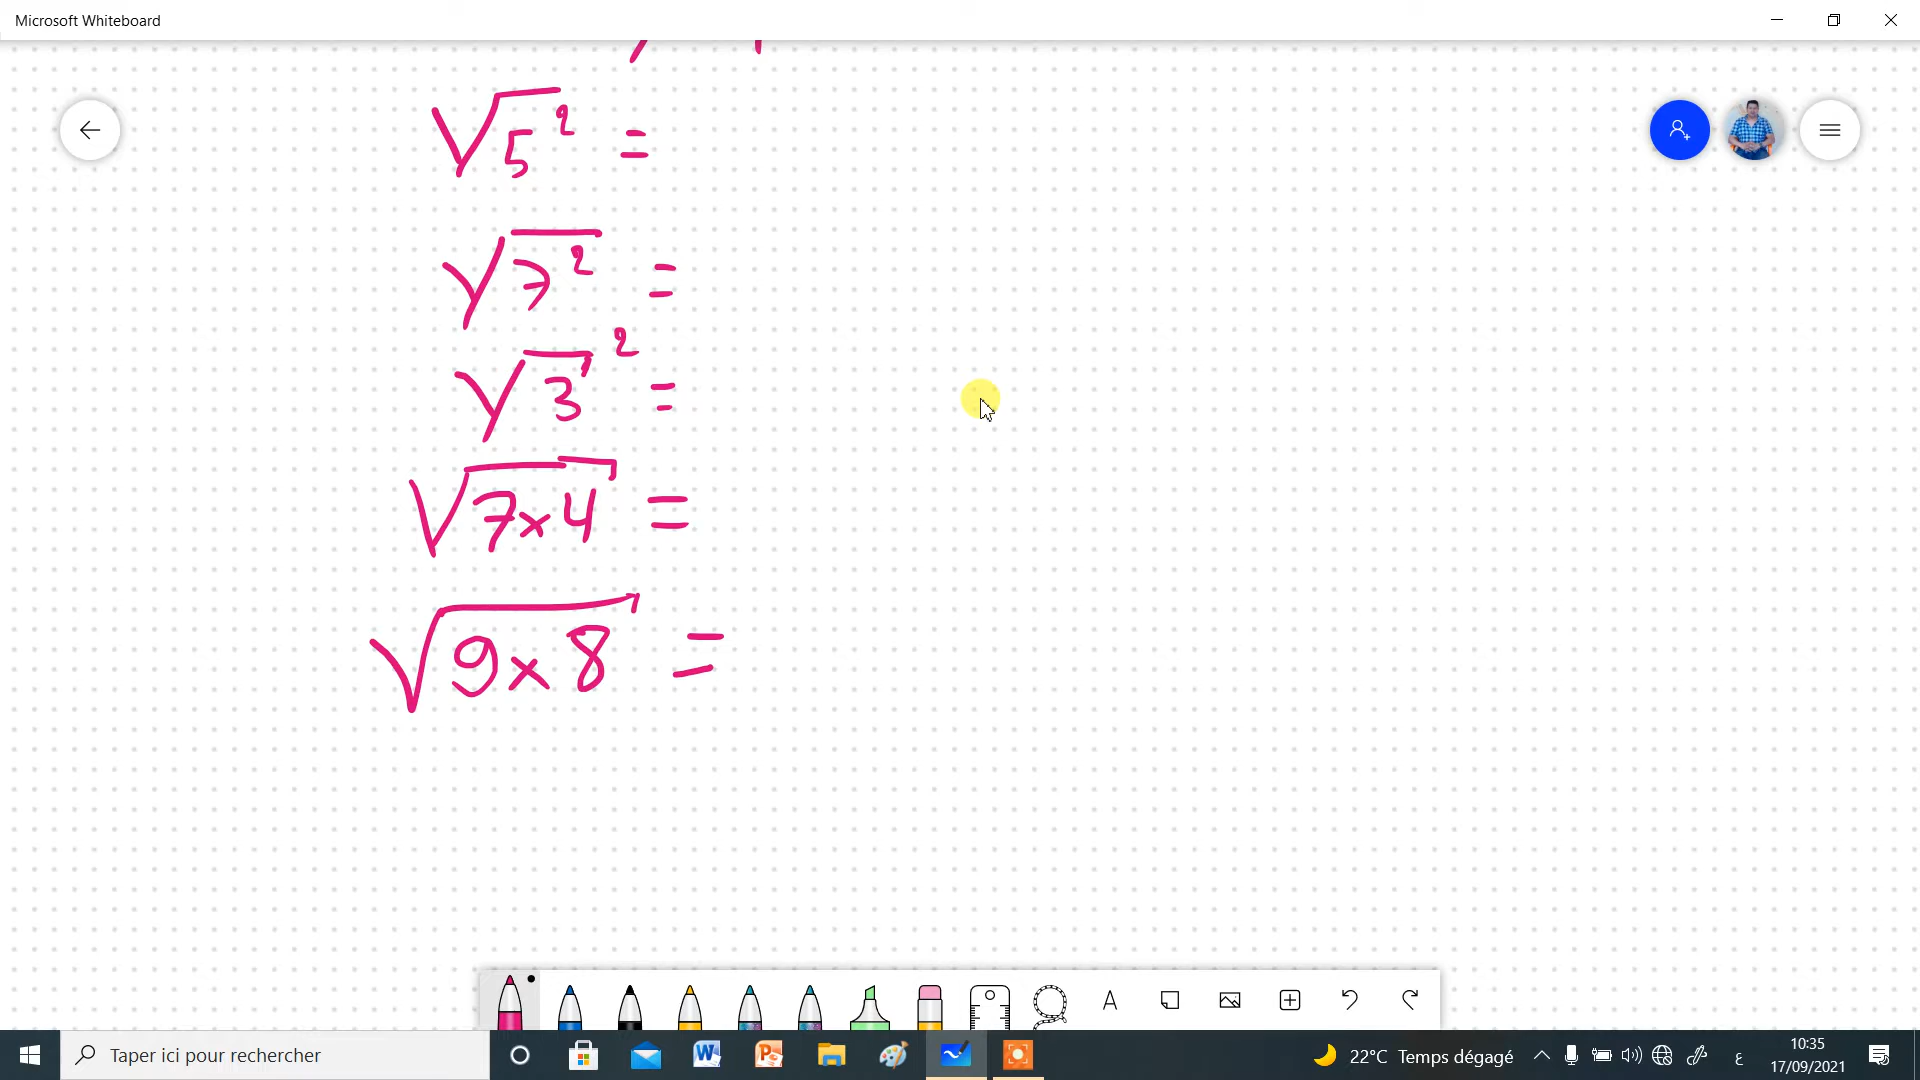 Microsoft Whiteboard
√5² =
√7² =
√3² =
√7×4 =
√9×8 =
A
Taper ici pour rechercher
22°C Temps dégagé
ع
10:35
17/09/2021